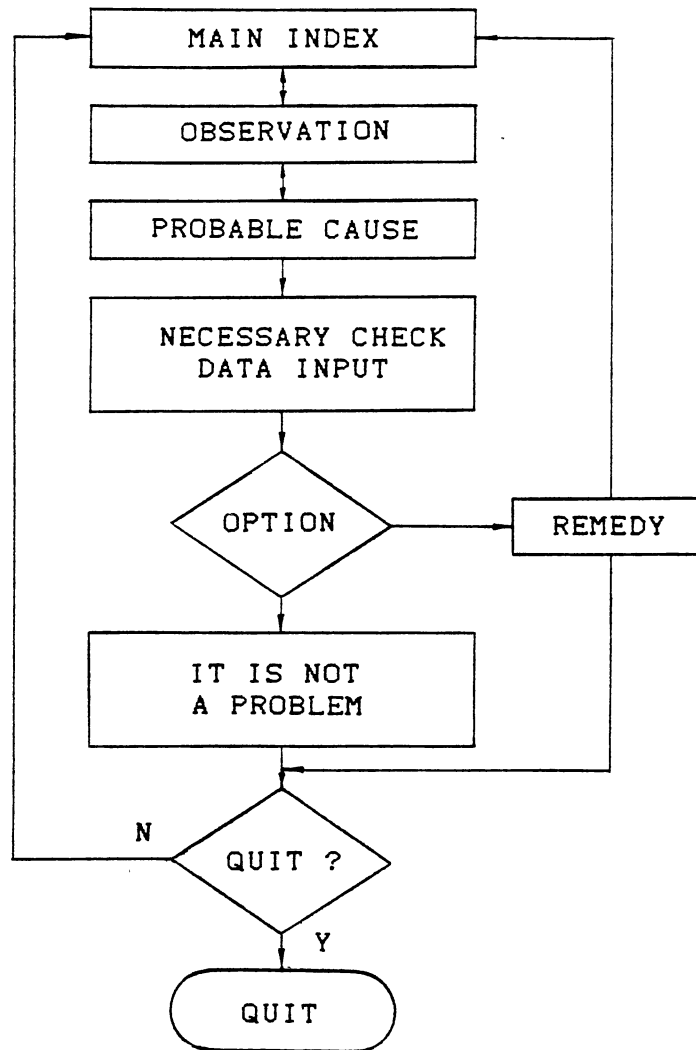 MAIN INDEX
OBSERVATION
PROBABLE CAUSE
NECESSARY CHECK
DATA INPUT
OPTION
REMEDY
IT IS NOT
A PROBLEM
N
QUIT ?
Y
QUIT